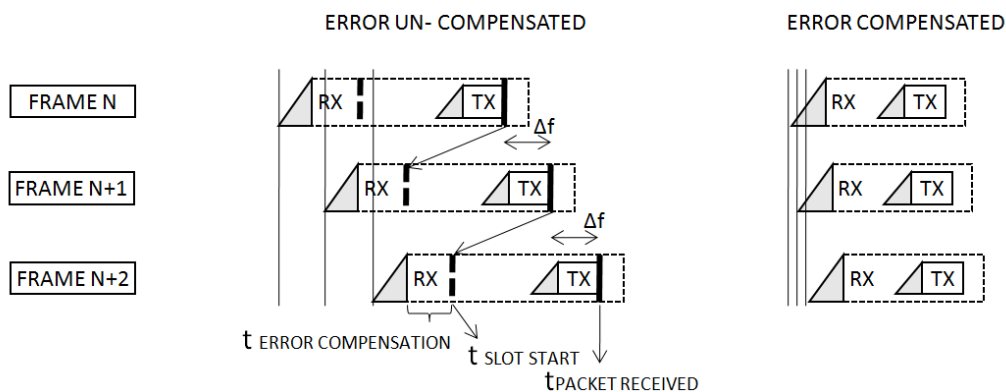 ERROR UN- COMPENSATED
ERROR COMPENSATED
FRAME N
RX
TX
Δf
RX
TX
FRAME N+1
RX
TX
Δf
RX
TX
FRAME N+2
RX
TX
RX
TX
t ERROR COMPENSATION
t SLOT START
tPACKET RECEIVED